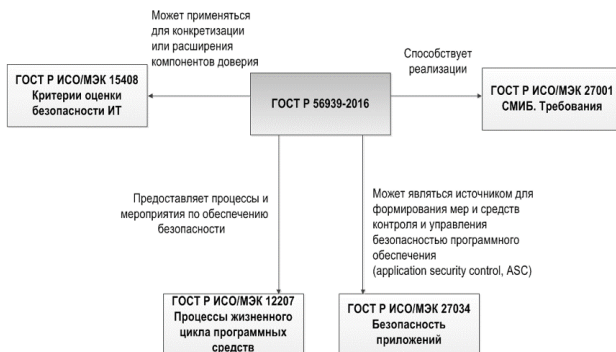 Может применяться
для конкретизации
или расширения
компонентов доверия
Способствует
реализации
ГОСТ Р ИСО/МЭК 15408
Критерии оценки
безопасности ИТ
ГОСТ Р 56939-2016
ГОСТ Р ИСО/МЭК 27001
СМИБ. Требования
Предоставляет процессы и
мероприятия по обеспечению
безопасности
Может являться источником для
формирования мер и средств
контроля и управления
безопасностью программного
обеспечения
(application security control, ASC)
ГОСТ Р ИСО/МЭК 12207
Процессы жизненного
цикла программных
средств
ГОСТ Р ИСО/МЭК 27034
Безопасность
приложений